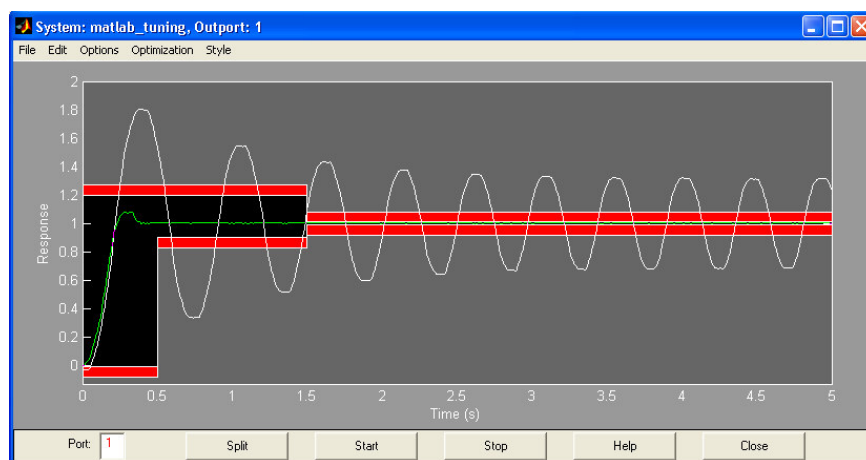 System: matlab_tuning, Outport: 1
File Edit Options Optimization Style
2
1.8
1.6
1.4
1.2
1
0.8
0.6
0.4
0.2
0
Response
0 0.5 1 1.5 2 2.5 3 3.5 4 4.5 5
Time (s)
Port: 1 Split Start Stop Help Close